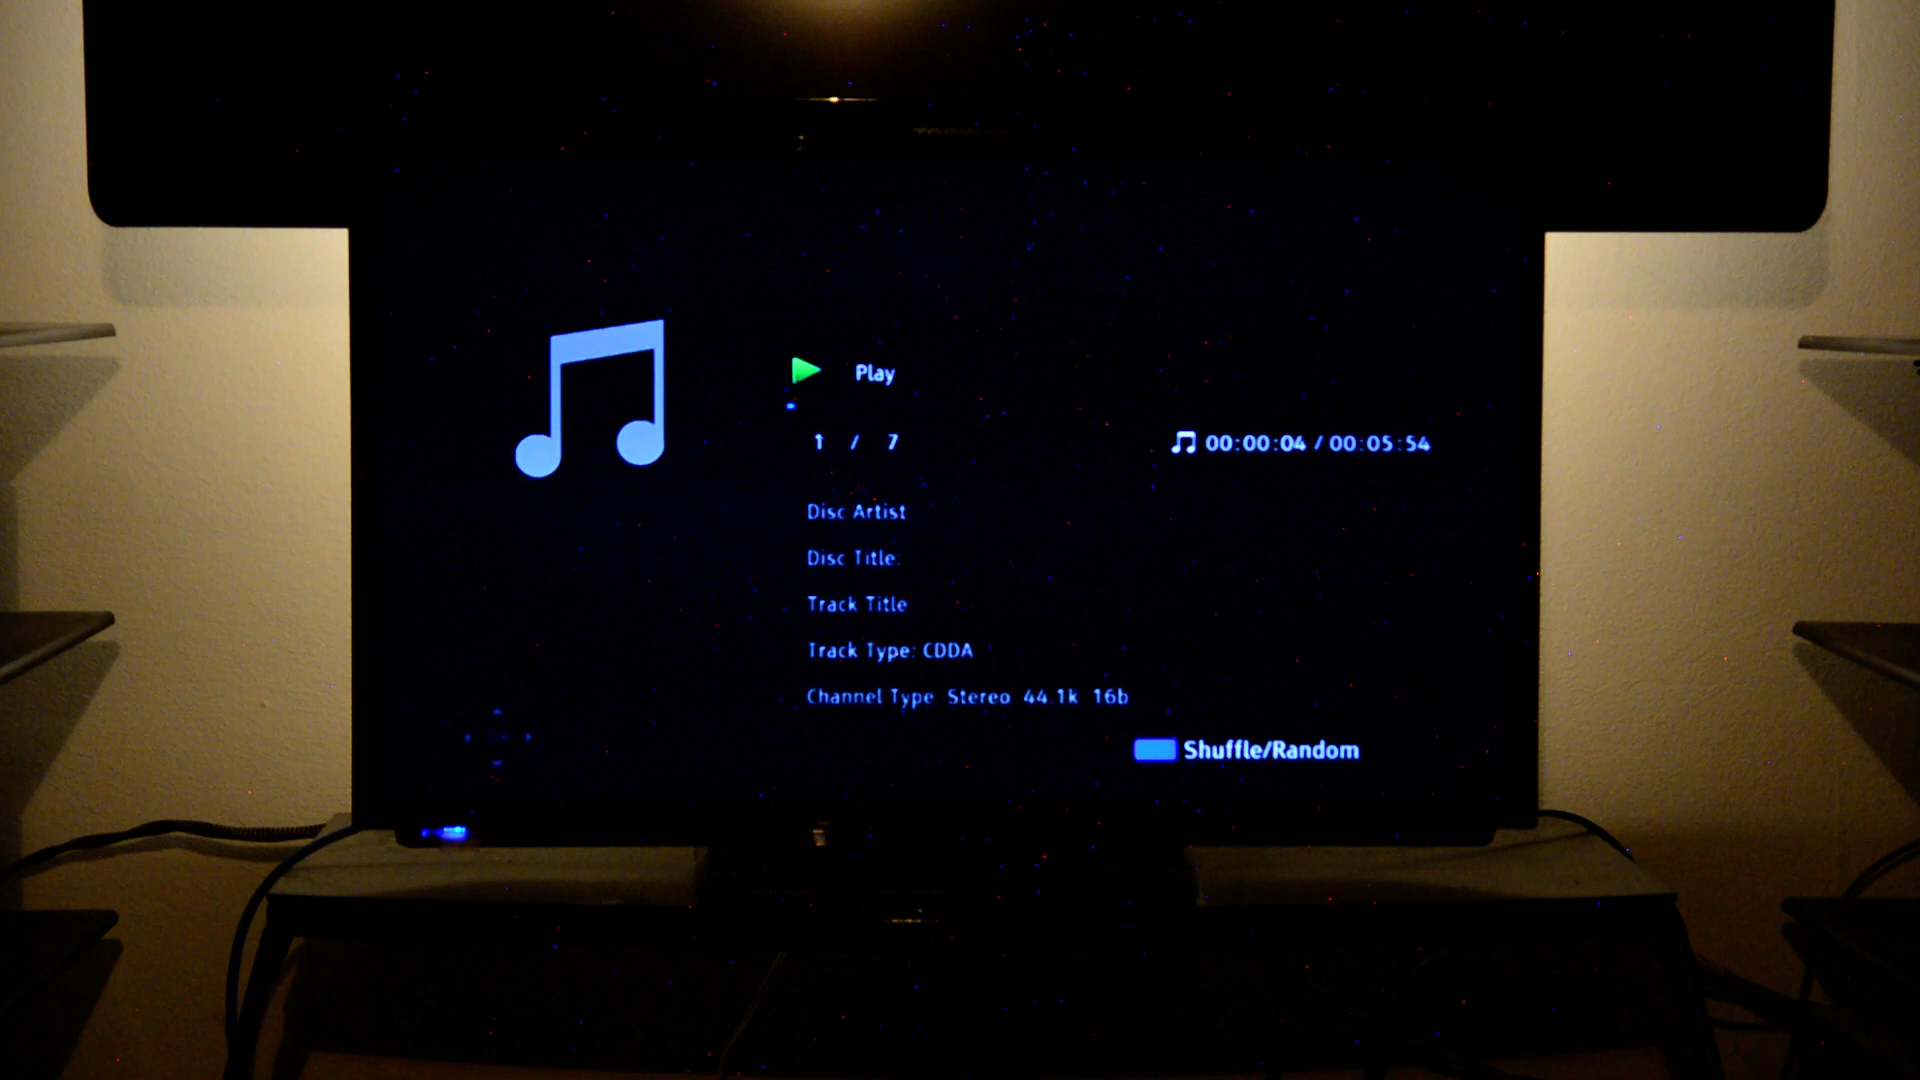 Play
1 / 7
00:00:04 / 00:05:54
Disc Artist
Disc Title:
Track Title
Track Type: CDDA
Channel Type Stereo 44.1k 16b
Shuffle/Random